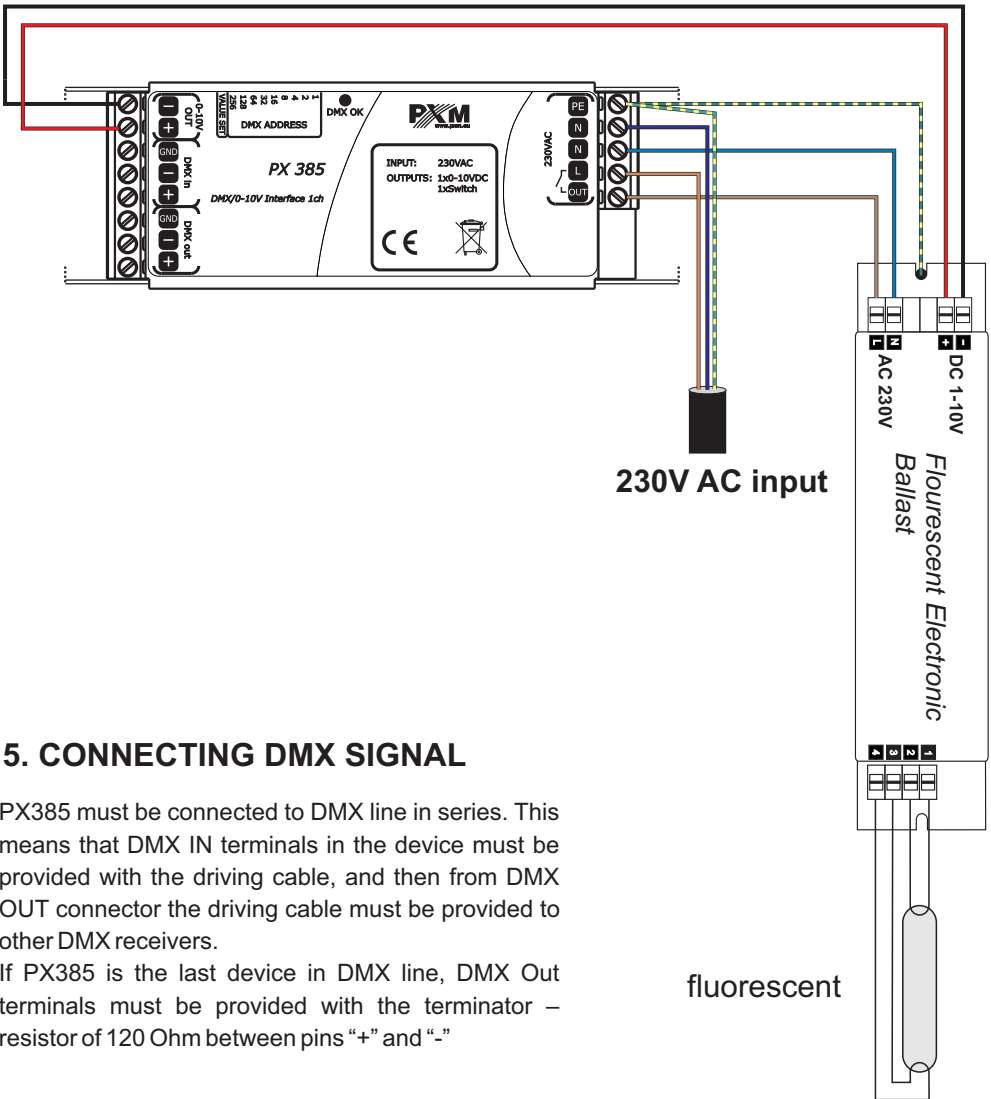 0-10V
OUT
GND
DMX In
GND
DMX out
VALUE SET
256
128
64
32
16
8
4
2
1
DMX ADDRESS
DMX OK
PX 385
DMX/0-10V Interface 1ch
PXM
www.pxm.eu
INPUT: 230VAC
OUTPUTS: 1x0-10VDC
1xSwitch
CE
230VAC
PE
N
N
L
OUT
230V AC input
L N + -
AC 230V
DC 1-10V
Flourescent Electronic
Ballast
4 3 2 1
fluorescent
5. CONNECTING DMX SIGNAL
PX385 must be connected to DMX line in series. This
means that DMX IN terminals in the device must be
provided with the driving cable, and then from DMX
OUT connector the driving cable must be provided to
other DMX receivers.
If PX385 is the last device in DMX line, DMX Out
terminals must be provided with the terminator –
resistor of 120 Ohm between pins “+” and “-”